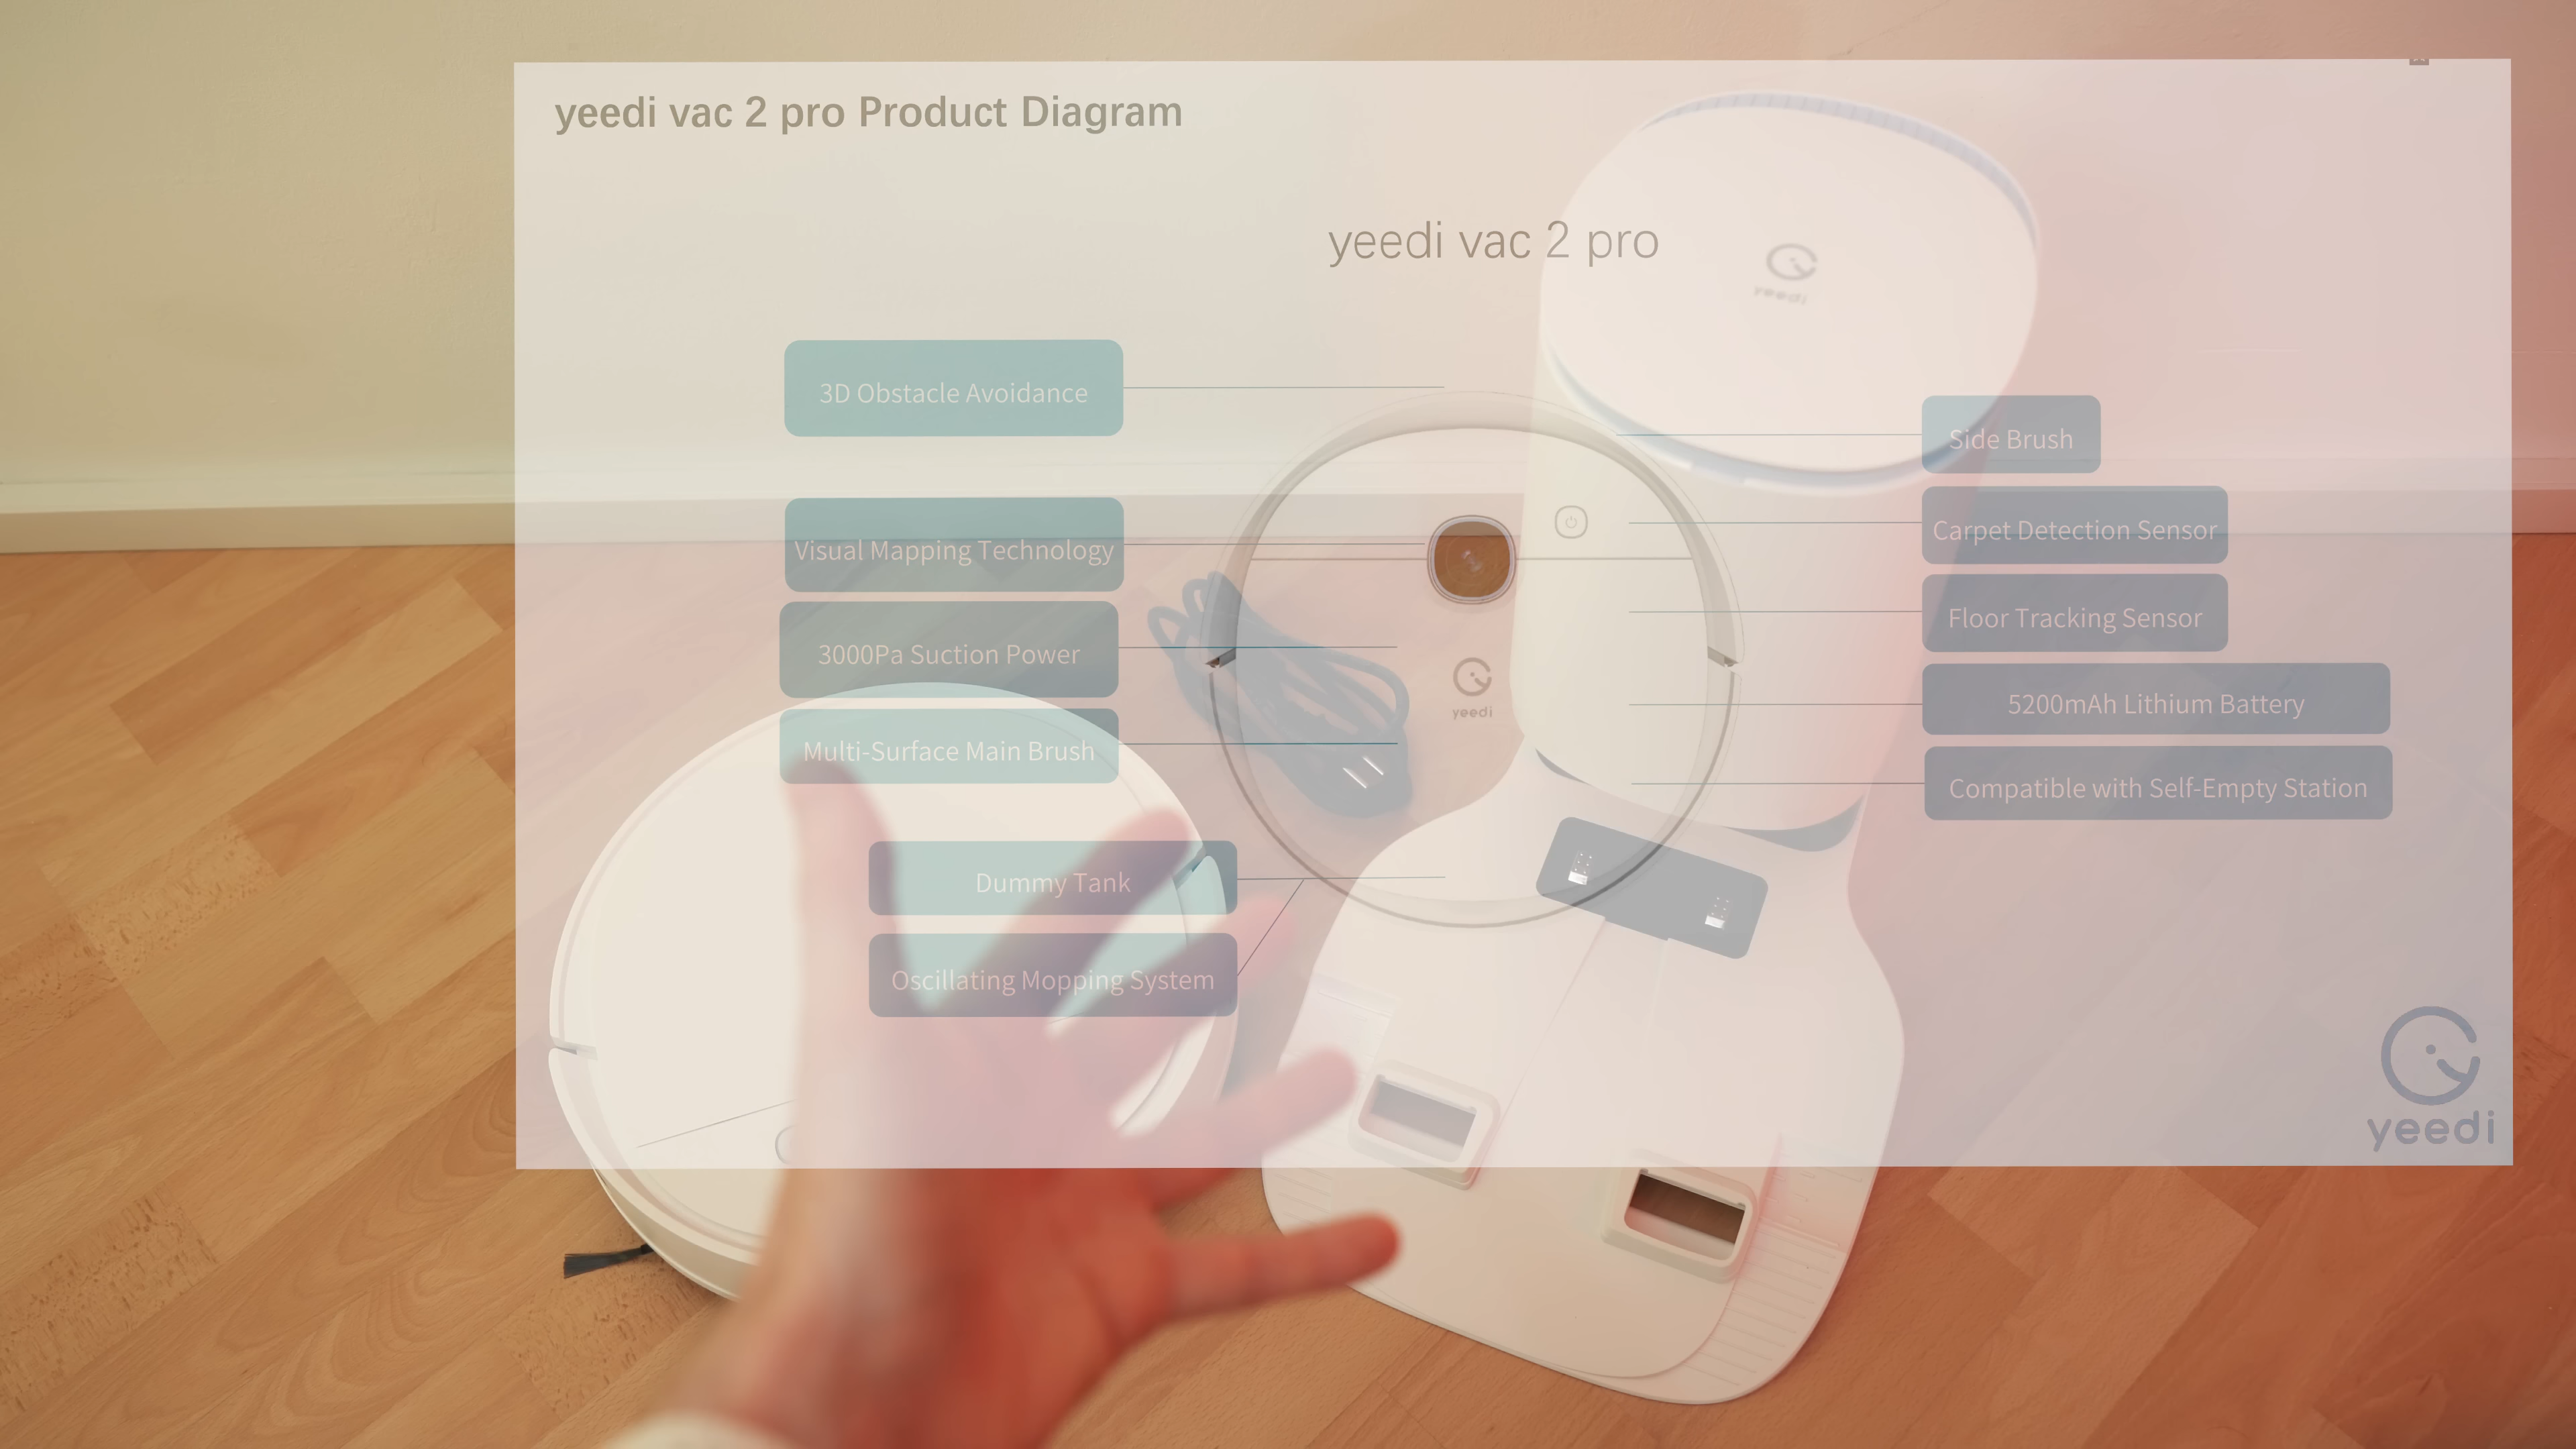 yeedi vac 2 pro Product Diagram
yeedi vac 2 pro
yeedi
3D Obstacle Avoidance
Side Brush
Visual Mapping Technology
Carpet Detection Sensor
3000Pa Suction Power
Floor Tracking Sensor
yeedi
Multi-Surface Main Brush
5200mAh Lithium Battery
Compatible with Self-Empty Station
Dummy Tank
Oscillating Mopping System
yeedi